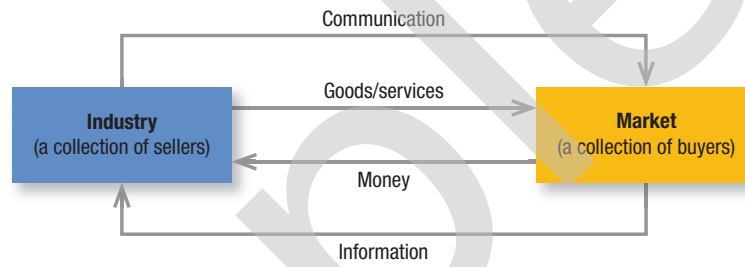 Communication
Goods/services
Industry
(a collection of sellers)
Market
(a collection of buyers)
Money
Information